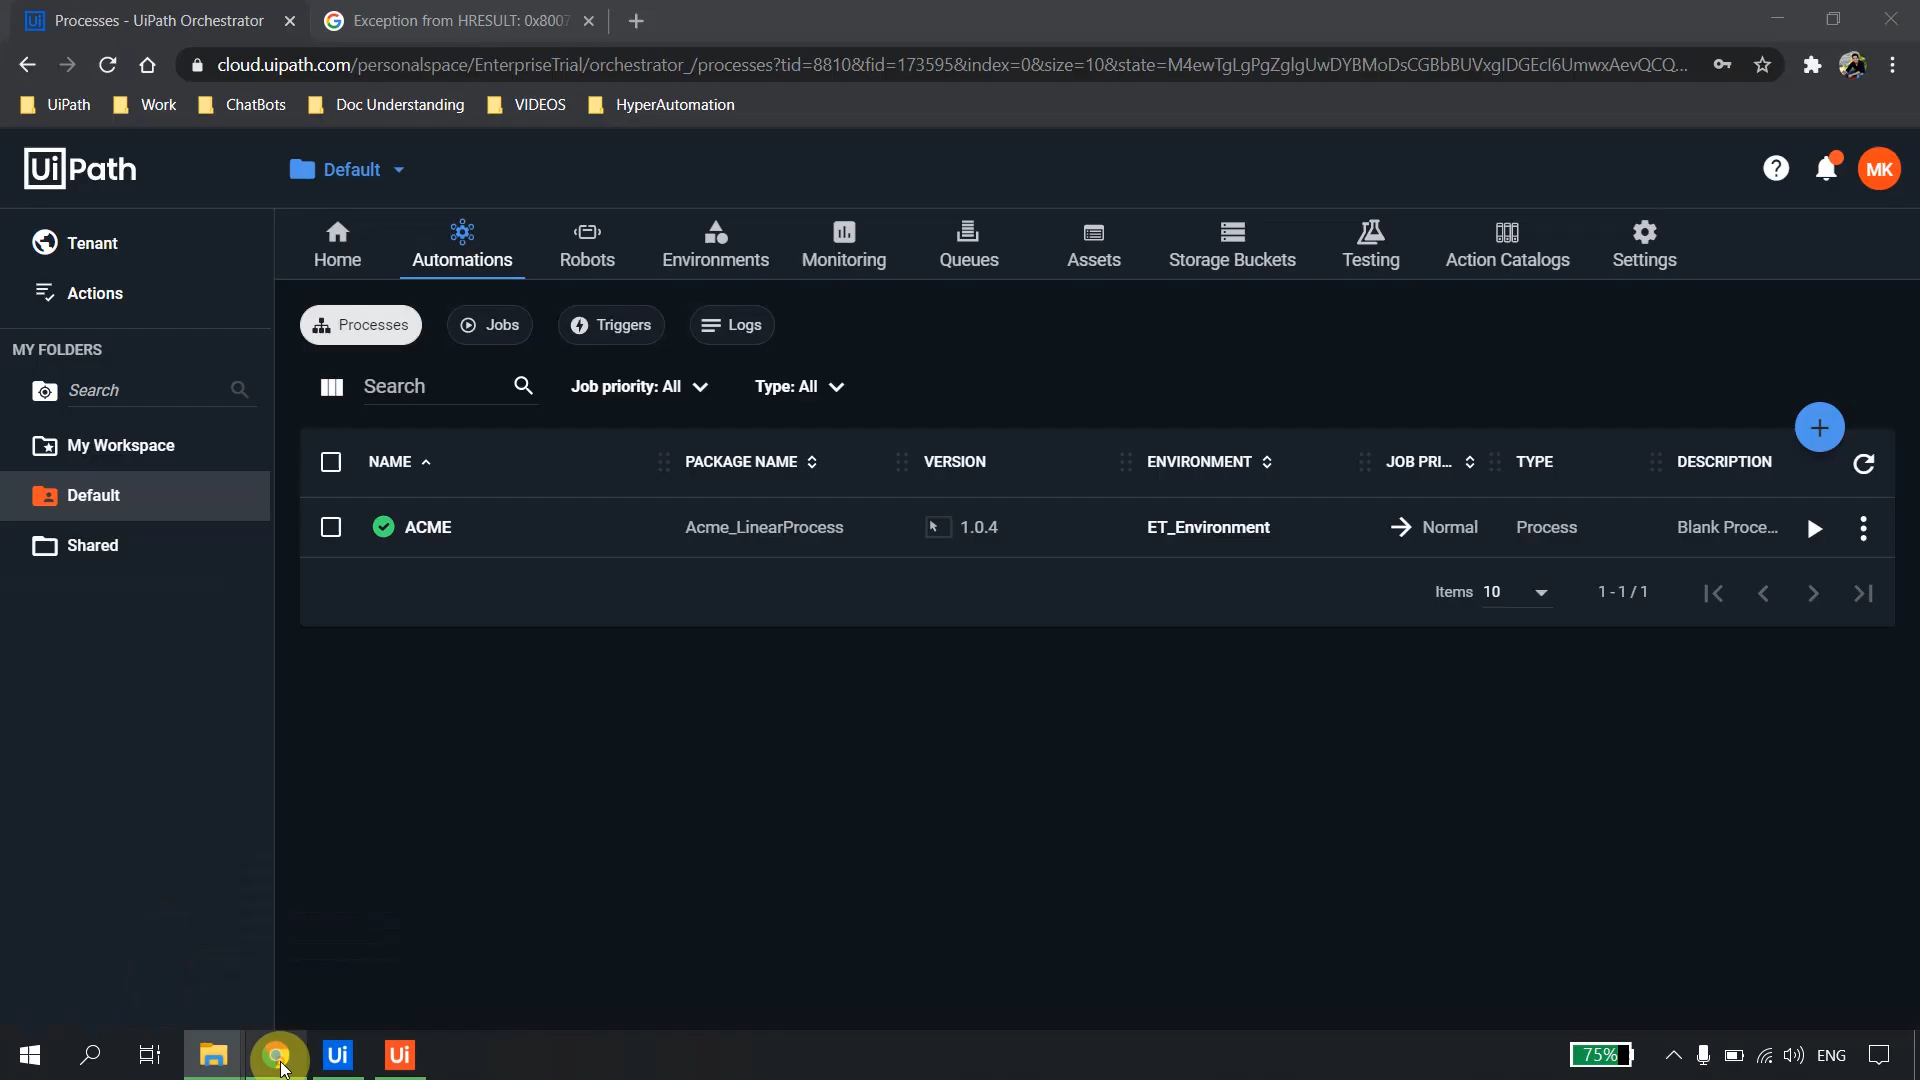 Processes - UiPath Orchestrator
Exception from HRESULT: 0x8007
cloud.uipath.com/personalspace/EnterpriseTrial/orchestrator_/processes?tid=8810&fid=173595&index=0&size=10&state=M4ewTgLgPgZglgUwDYBMoDsCGBbBUVxgIDGEcI6UmwxAevQCQ...
UiPath
Work
ChatBots
Doc Understanding
VIDEOS
HyperAutomation
Ui Path
Default
MK
Tenant
Actions
MY FOLDERS
Search
My Workspace
Default
Shared
Home
Automations
Robots
Environments
Monitoring
Queues
Assets
Storage Buckets
Testing
Action Catalogs
Settings
Processes
Jobs
Triggers
Logs
Search
Job priority: All
Type: All
NAME
PACKAGE NAME
VERSION
ENVIRONMENT
JOB PRI...
TYPE
DESCRIPTION
ACME
Acme_LinearProcess
1.0.4
ET_Environment
Normal
Process
Blank Proce...
Items 10
1 - 1 / 1
Ui
Ui
75%
ENG